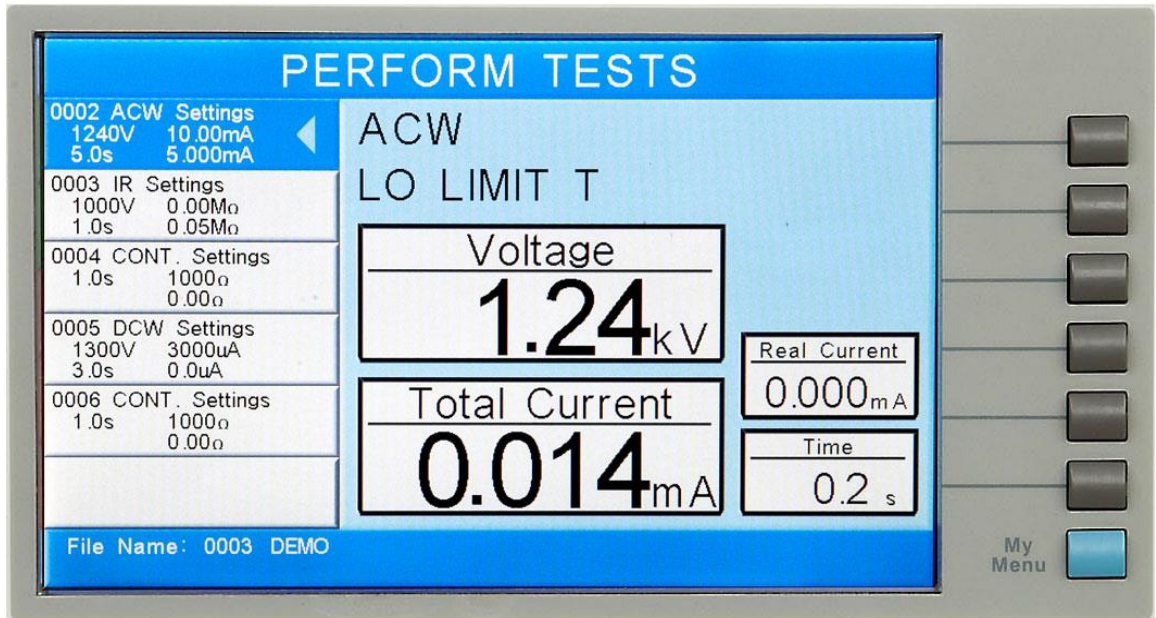 PERFORM TESTS
0002 ACW Settings
1240V 10.00mA
5.0s 5.000mA
0003 IR Settings
1000V 0.00MΩ
1.0s 0.05MΩ
0004 CONT. Settings
1.0s 1000Ω
0.00Ω
0005 DCW Settings
1300V 3000uA
3.0s 0.0uA
0006 CONT. Settings
1.0s 1000Ω
0.00Ω
ACW
LO LIMIT T
Voltage
1.24kV
Total Current
0.014mA
Real Current
0.000mA
Time
0.2 s
File Name: 0003 DEMO
My
Menu